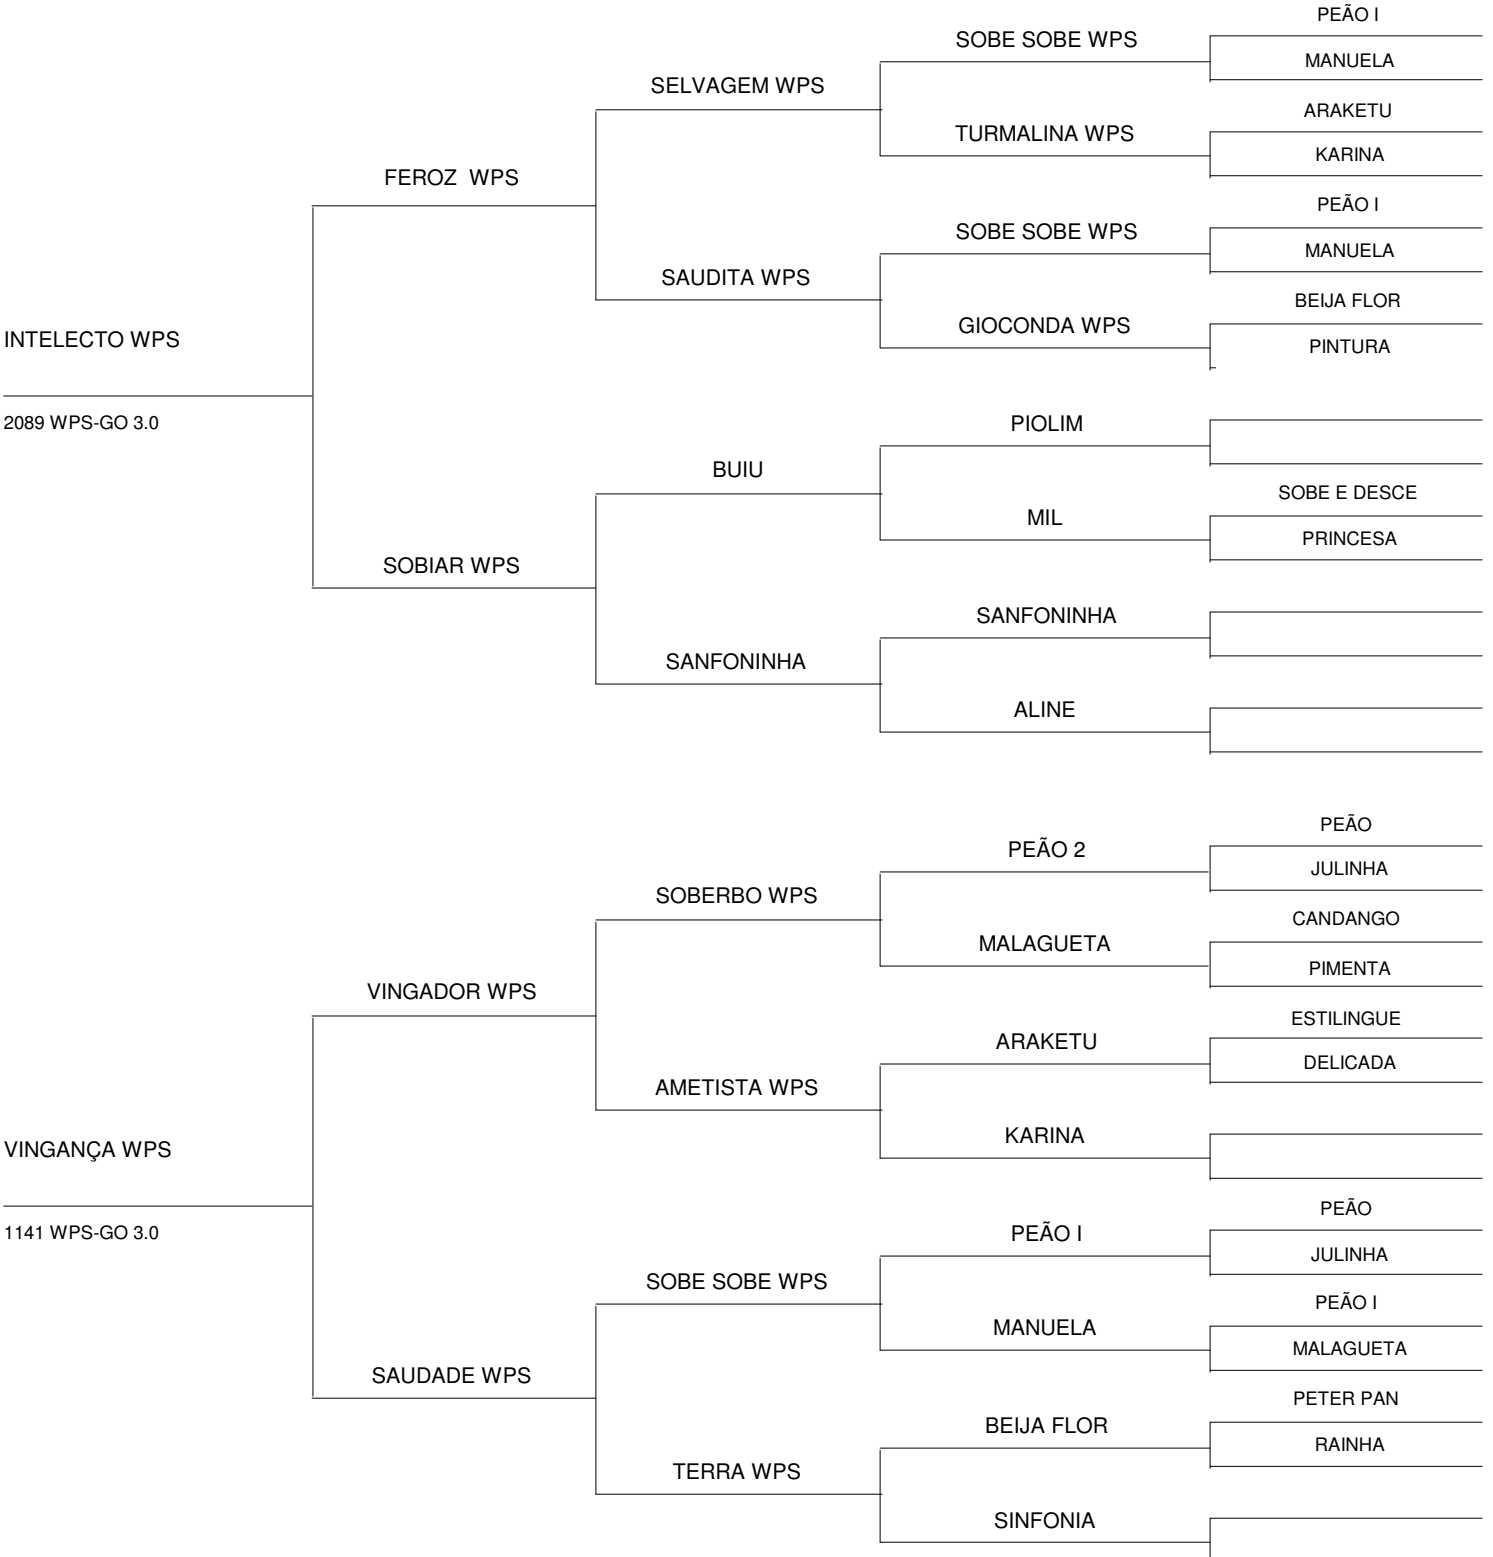 PEÃO I
SOBE SOBE WPS
MANUELA
SELVAGEM WPS
ARAKETU
TURMALINA WPS
KARINA
FEROZ  WPS
PEÃO I
SOBE SOBE WPS
MANUELA
SAUDITA WPS
BEIJA FLOR
GIOCONDA WPS
INTELECTO WPS
PINTURA
2089 WPS-GO 3.0
PIOLIM
BUIU
SOBE E DESCE
MIL
PRINCESA
SOBIAR WPS
SANFONINHA
SANFONINHA
ALINE
PEÃO
PEÃO 2
JULINHA
SOBERBO WPS
CANDANGO
MALAGUETA
PIMENTA
VINGADOR WPS
ESTILINGUE
ARAKETU
DELICADA
AMETISTA WPS
KARINA
VINGANÇA WPS
PEÃO
1141 WPS-GO 3.0
PEÃO I
JULINHA
SOBE SOBE WPS
PEÃO I
MANUELA
MALAGUETA
SAUDADE WPS
PETER PAN
BEIJA FLOR
RAINHA
TERRA WPS
SINFONIA